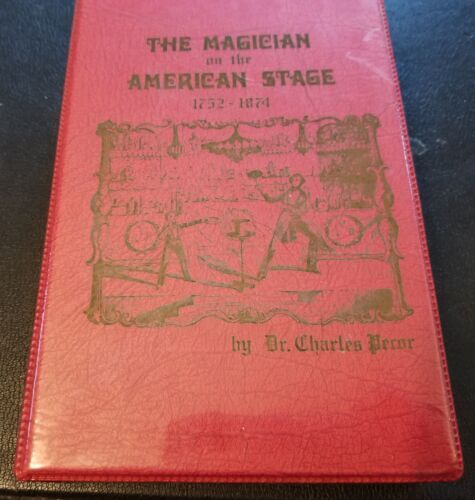 THE MAGICIAN
on the
AMERICAN STAGE
1752-1874
by Dr. Charles Pecor